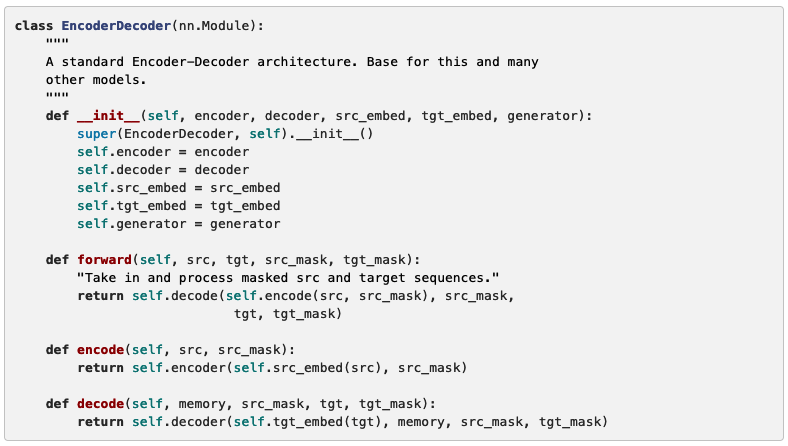 class EncoderDecoder(nn.Module):
    """
    A standard Encoder-Decoder architecture. Base for this and many
    other models.
    """
    def __init__(self, encoder, decoder, src_embed, tgt_embed, generator):
        super(EncoderDecoder, self).__init__()
        self.encoder = encoder
        self.decoder = decoder
        self.src_embed = src_embed
        self.tgt_embed = tgt_embed
        self.generator = generator

    def forward(self, src, tgt, src_mask, tgt_mask):
        "Take in and process masked src and target sequences."
        return self.decode(self.encode(src, src_mask), src_mask,
                            tgt, tgt_mask)

    def encode(self, src, src_mask):
        return self.encoder(self.src_embed(src), src_mask)

    def decode(self, memory, src_mask, tgt, tgt_mask):
        return self.decoder(self.tgt_embed(tgt), memory, src_mask, tgt_mask)